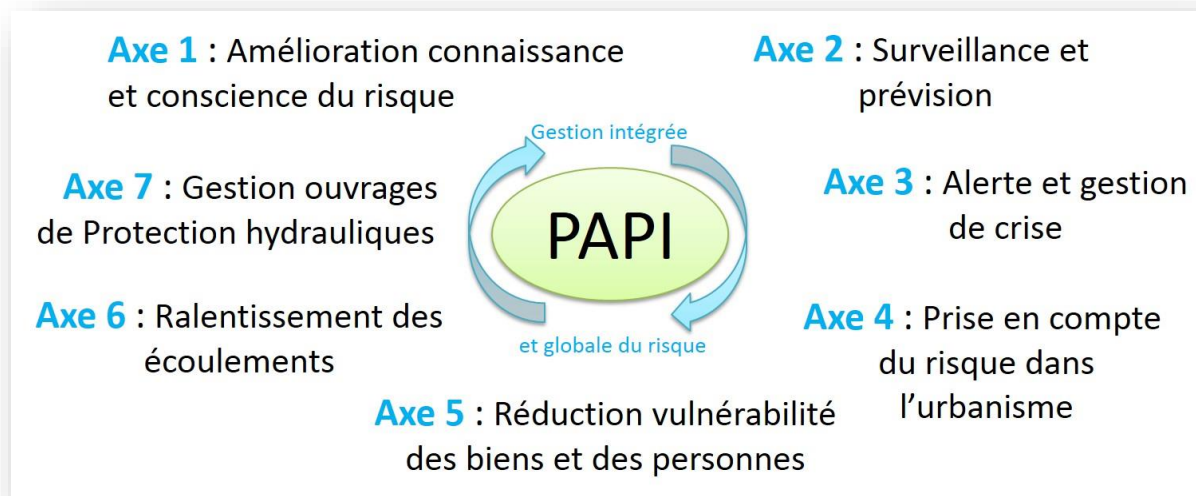 Axe 1 : Amélioration connaissance
et conscience du risque
Axe 2 : Surveillance et
prévision
Gestion intégrée
Axe 7 : Gestion ouvrages
de Protection hydrauliques
PAPI
Axe 3 : Alerte et gestion
de crise
Axe 6 : Ralentissement des
écoulements
et globale du risque
Axe 4 : Prise en compte
du risque dans
l’urbanisme
Axe 5 : Réduction vulnérabilité
des biens et des personnes